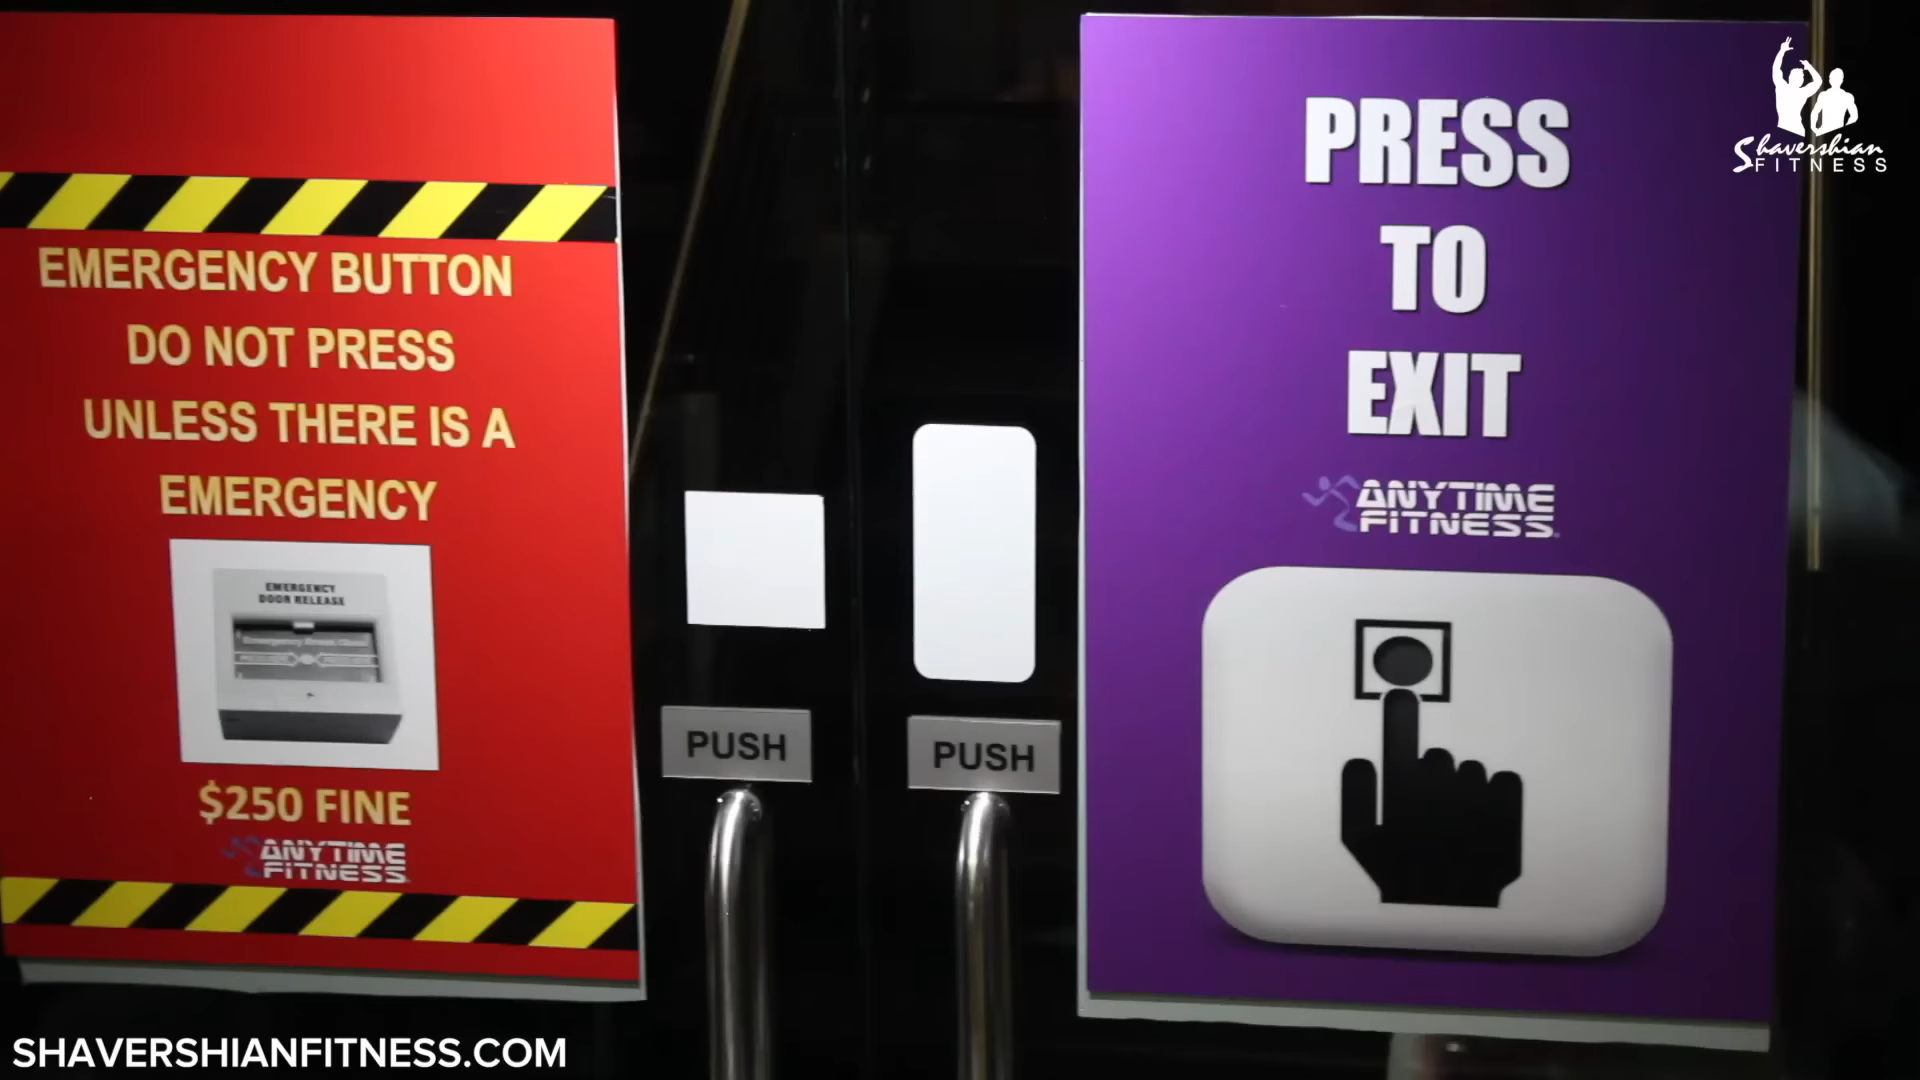 EMERGENCY BUTTON
DO NOT PRESS
UNLESS THERE IS A
EMERGENCY
EMERGENCY
DOOR RELEASE
$250 FINE
ANYTIME
FITNESS
PUSH
PUSH
PRESS
TO
EXIT
ANYTIME
FITNESS
Shavershian
FITNESS
SHAVERSHIANFITNESS.COM